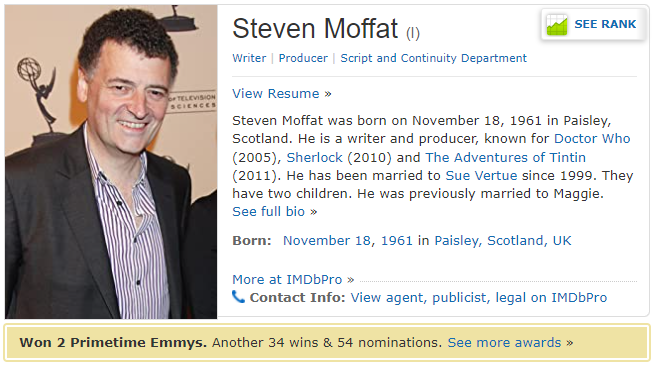 Steven Moffat (I)
SEE RANK
Writer | Producer | Script and Continuity Department
View Resume »
Steven Moffat was born on November 18, 1961 in Paisley,
Scotland. He is a writer and producer, known for Doctor Who
(2005), Sherlock (2010) and The Adventures of Tintin
(2011). He has been married to Sue Vertue since 1999. They
have two children. He was previously married to Maggie.
See full bio »
Born: November 18, 1961 in Paisley, Scotland, UK
More at IMDbPro »
Contact Info: View agent, publicist, legal on IMDbPro
Won 2 Primetime Emmys. Another 34 wins & 54 nominations. See more awards »
OF TELEVISION
SCIENCES